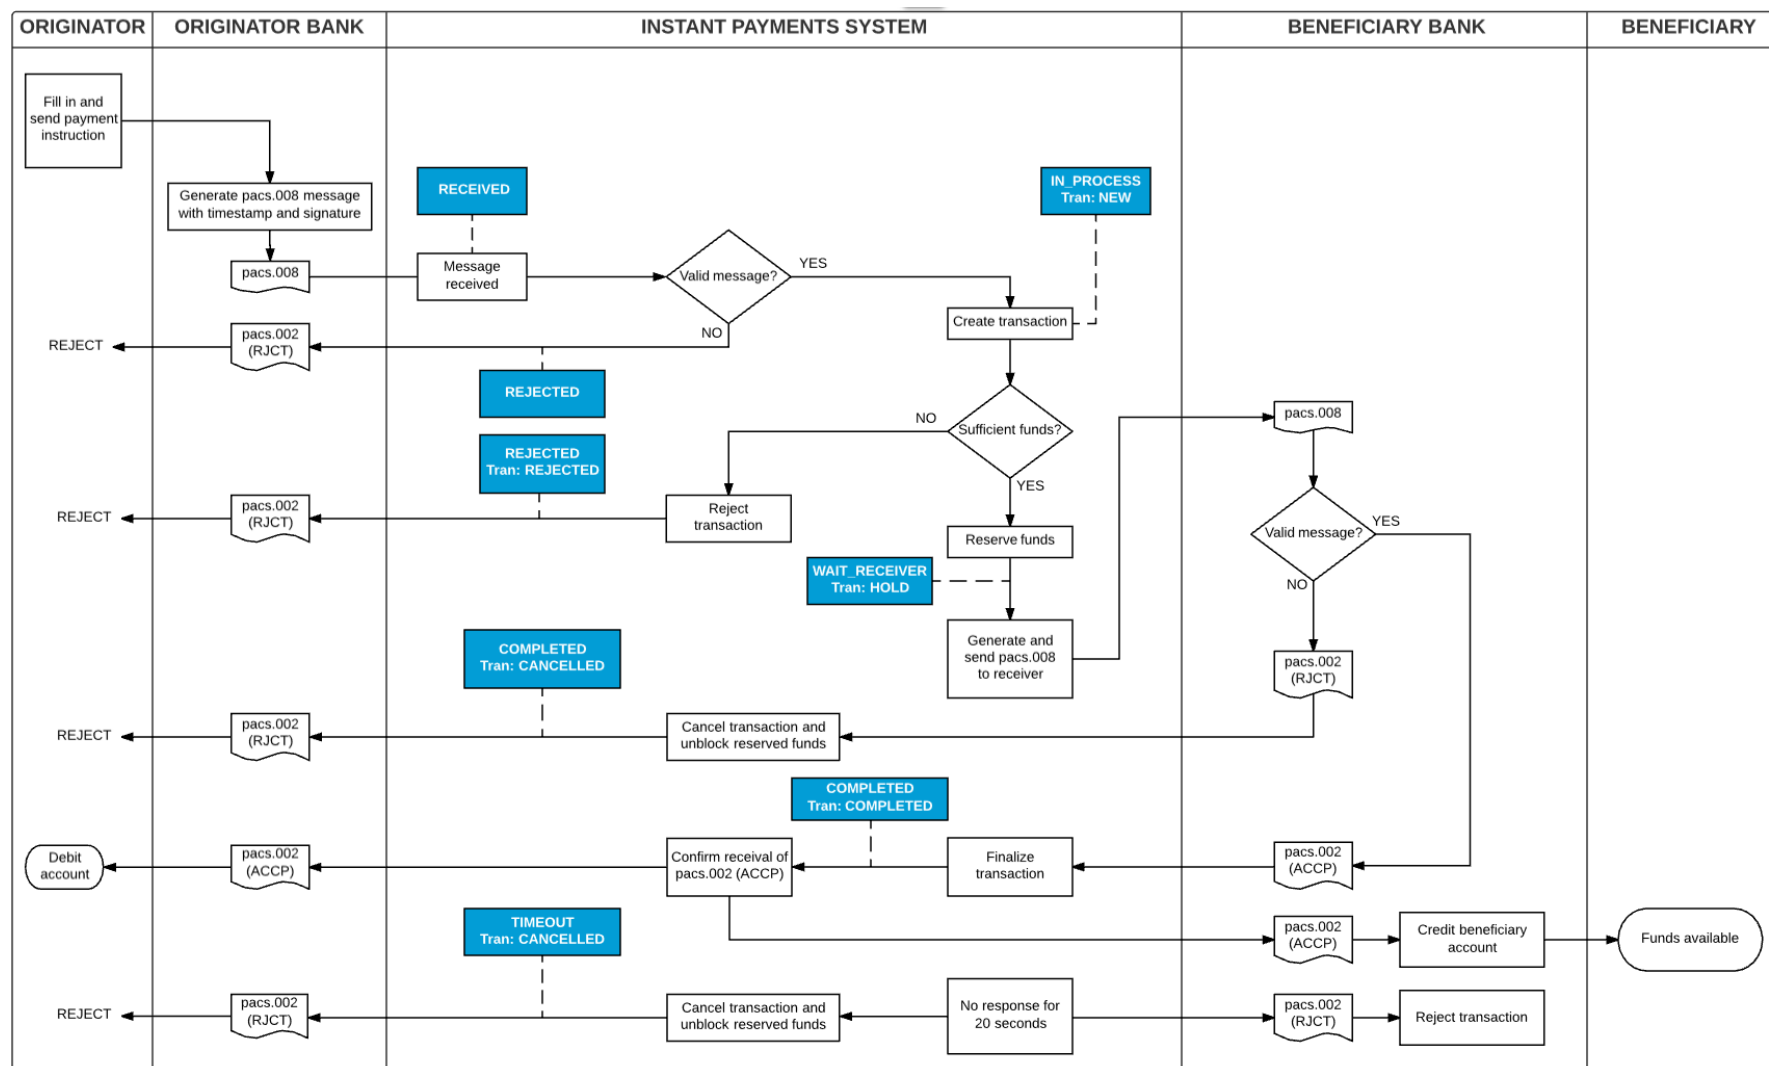 ORIGINATOR
ORIGINATOR BANK
INSTANT PAYMENTS SYSTEM
BENEFICIARY BANK
BENEFICIARY
Fill in and
send payment
instruction
Generate pacs.008 message
with timestamp and signature
RECEIVED
IN_PROCESS
Tran: NEW
pacs.008
Message
received
Valid message?
YES
NO
Create transaction
REJECT
pacs.002
(RJCT)
REJECTED
Sufficient funds?
NO
YES
pacs.008
REJECTED
Tran: REJECTED
REJECT
pacs.002
(RJCT)
Reject
transaction
Reserve funds
Valid message?
YES
NO
WAIT_RECEIVER
Tran: HOLD
Generate and
send pacs.008
to receiver
pacs.002
(RJCT)
COMPLETED
Tran: CANCELLED
REJECT
pacs.002
(RJCT)
Cancel transaction and
unblock reserved funds
COMPLETED
Tran: COMPLETED
Debit
account
pacs.002
(ACCP)
Confirm receival of
pacs.002 (ACCP)
Finalize
transaction
pacs.002
(ACCP)
TIMEOUT
Tran: CANCELLED
pacs.002
(ACCP)
Credit beneficiary
account
Funds available
REJECT
pacs.002
(RJCT)
Cancel transaction and
unblock reserved funds
No response for
20 seconds
pacs.002
(RJCT)
Reject transaction